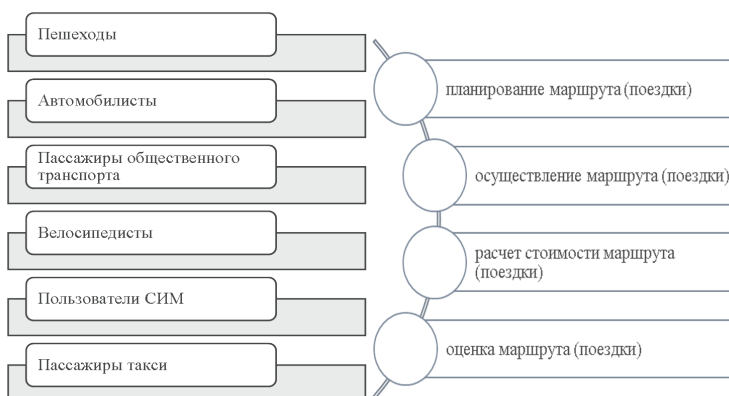 Пешеходы
Автомобилисты
Пассажиры общественного
транспорта
Велосипедисты
Пользователи СИМ
Пассажиры такси
планирование маршрута (поездки)
осуществление маршрута (поездки)
расчет стоимости маршрута
(поездки)
оценка маршрута (поездки)